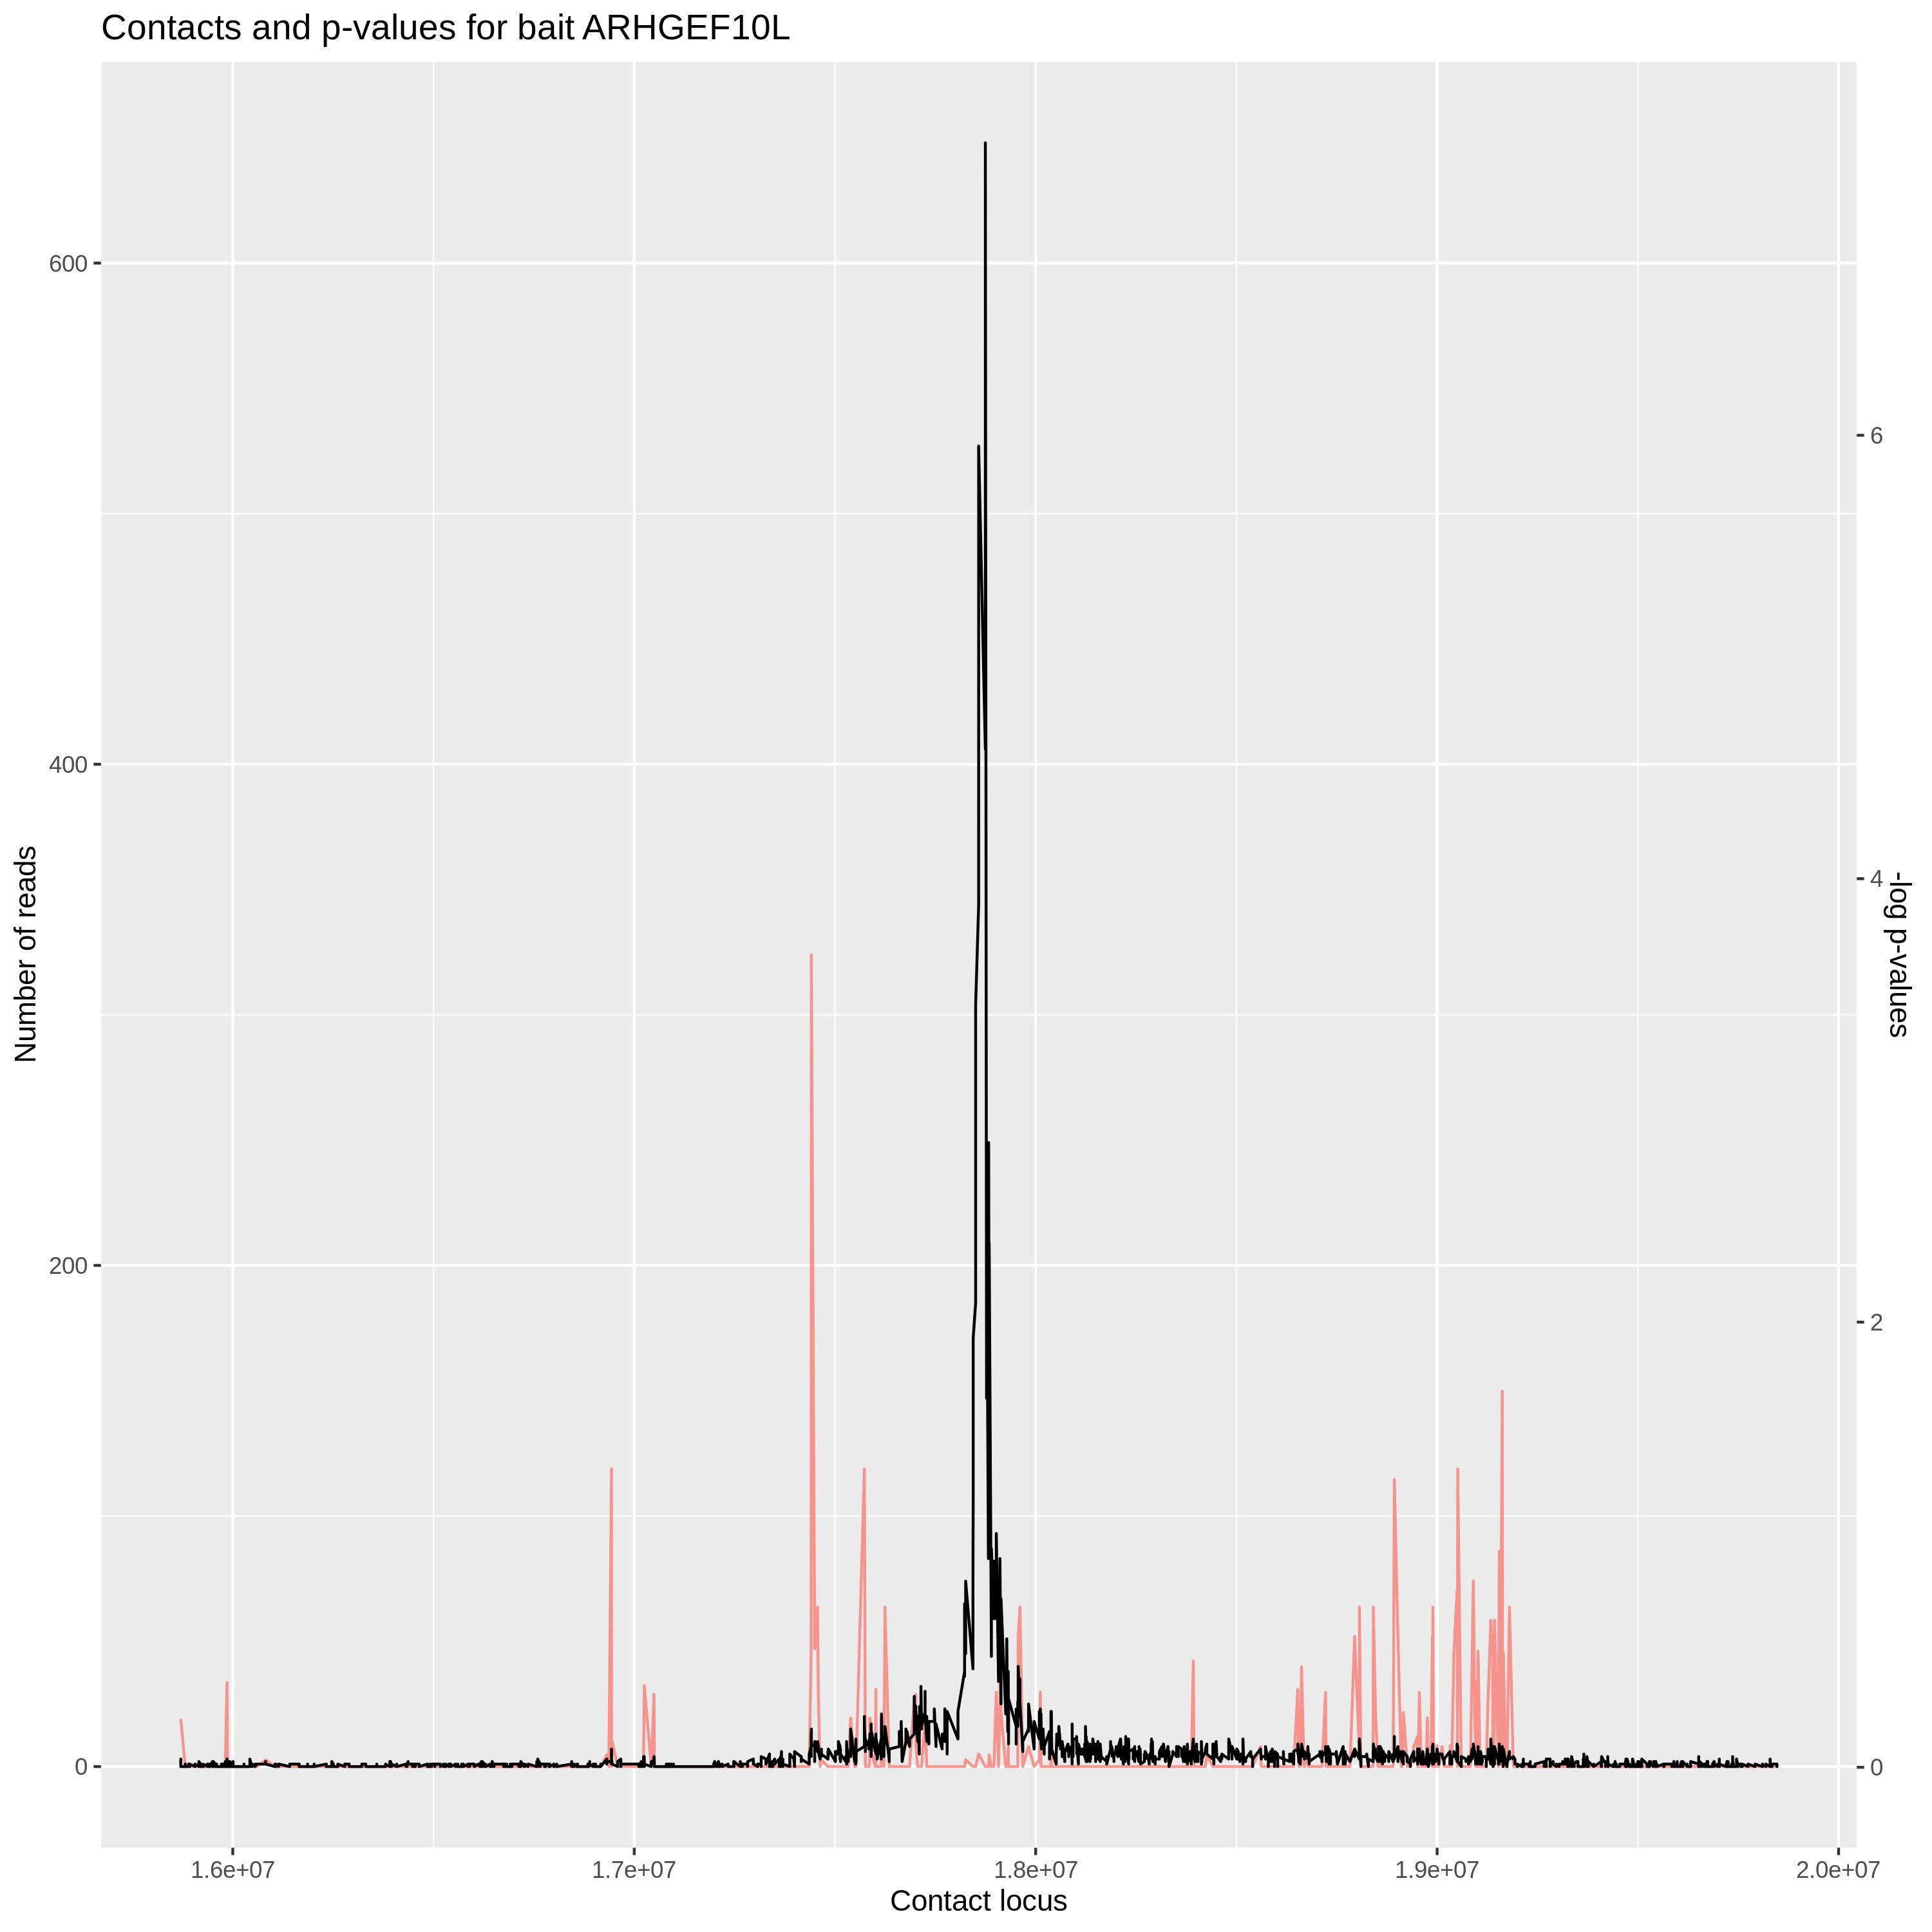 Contacts and p-values for bait ARHGEF10L
600
400
200
0
Number of reads
6
4
2
0
-log p-values
1.6e+07
1.7e+07
1.8e+07
1.9e+07
2.0e+07
Contact locus